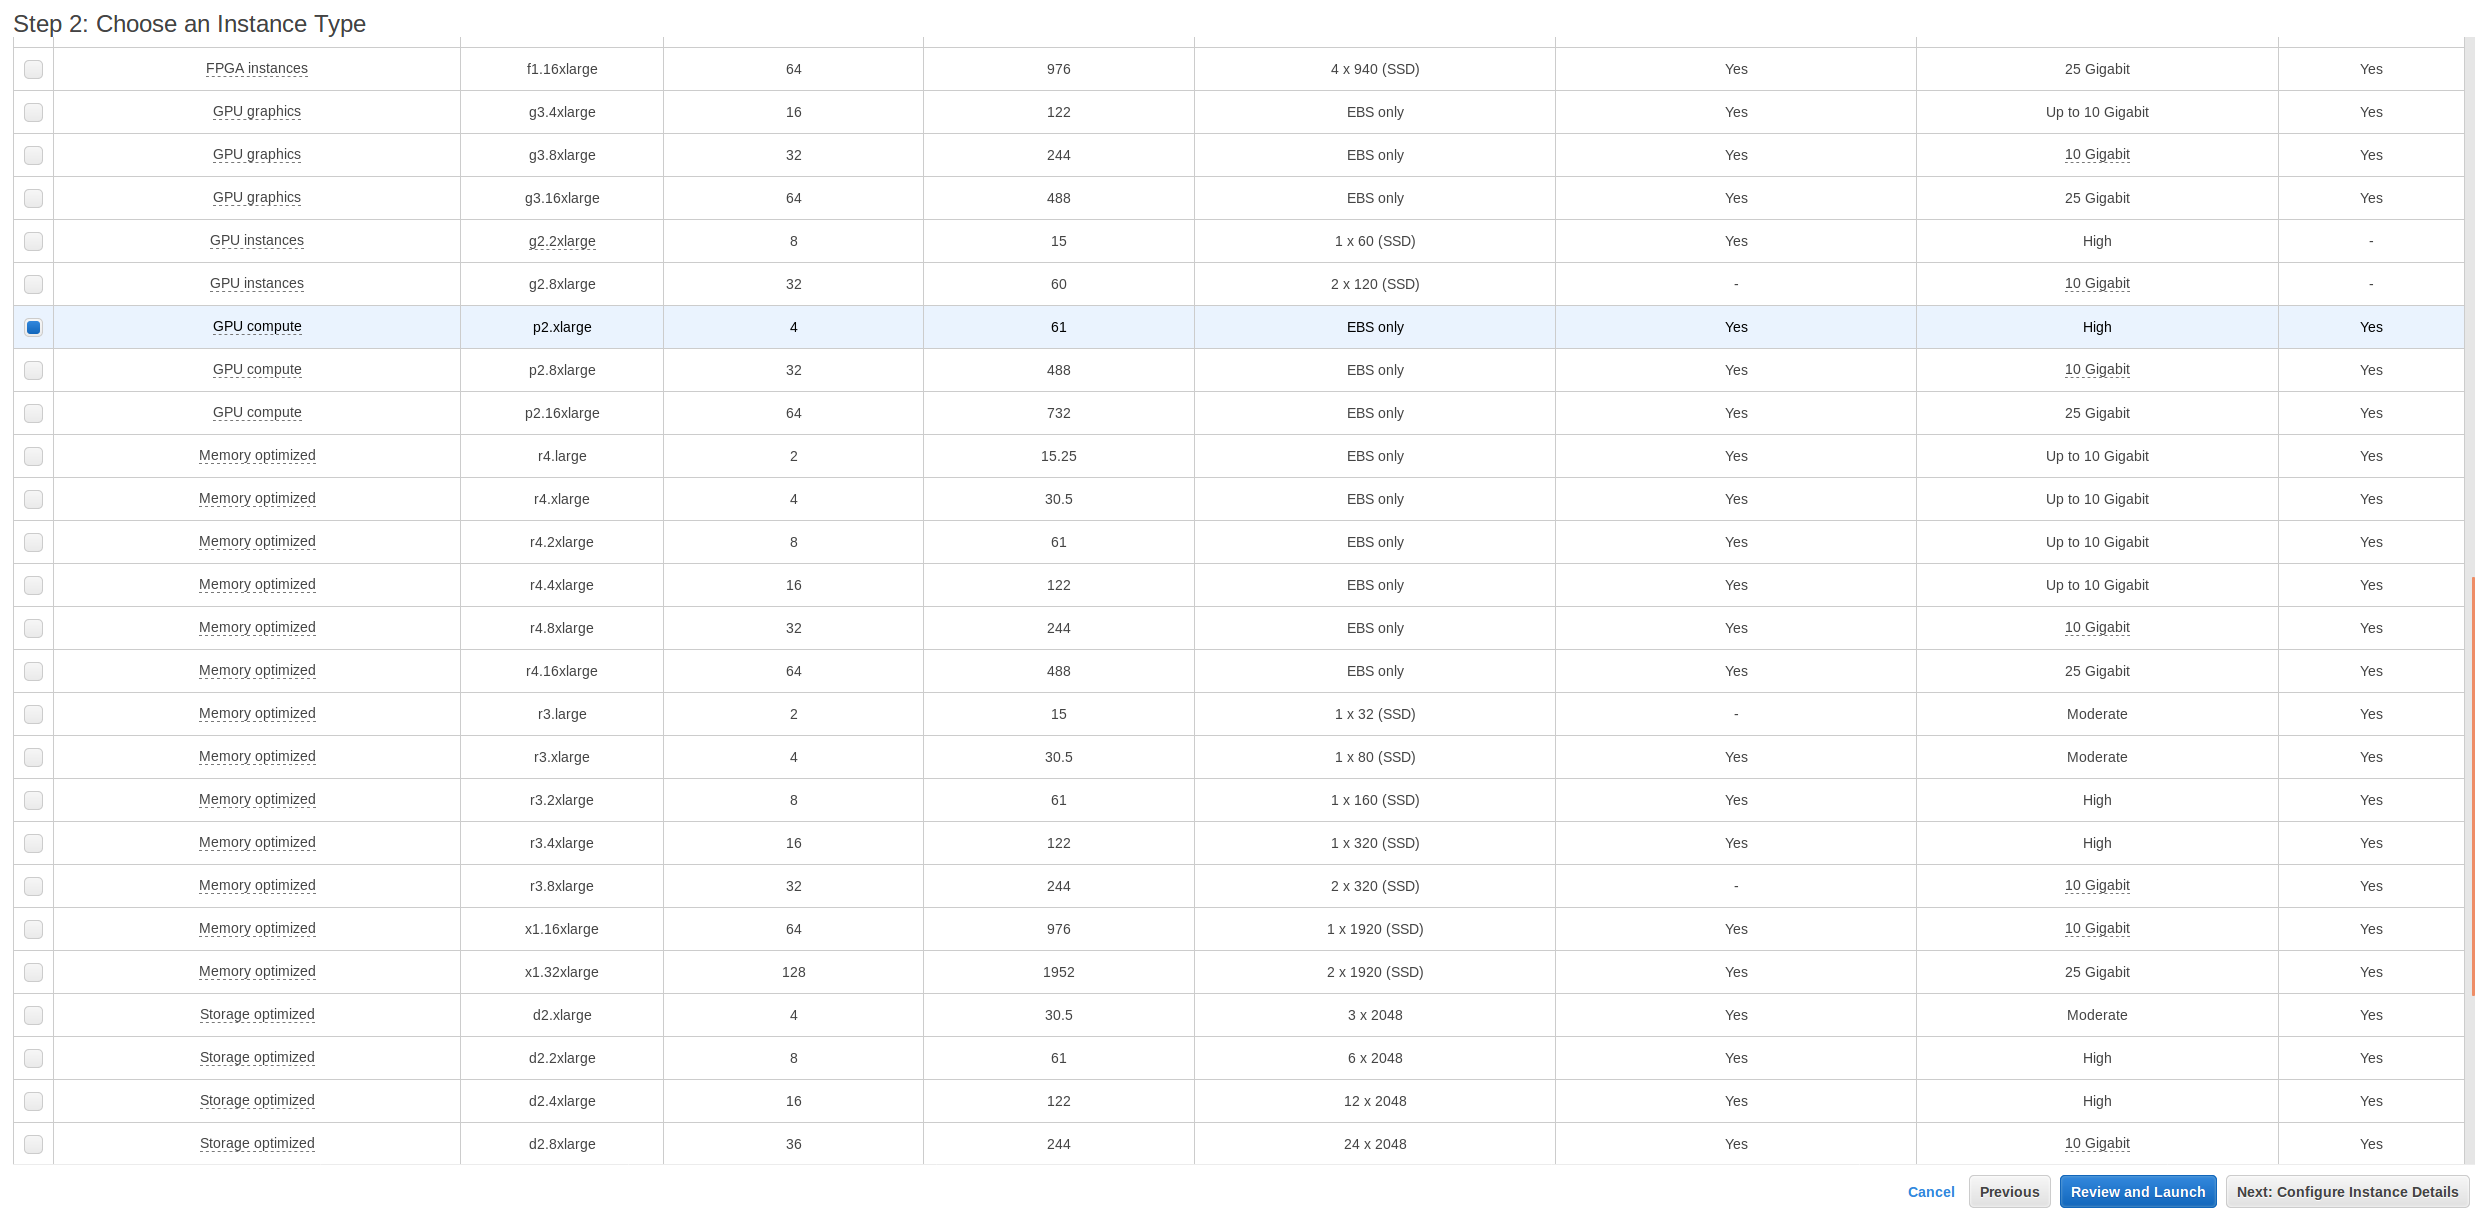 Step 2: Choose an Instance Type
FPGA instances f1.16xlarge 64 976 4 x 940 (SSD) Yes 25 Gigabit Yes
GPU graphics g3.4xlarge 16 122 EBS only Yes Up to 10 Gigabit Yes
GPU graphics g3.8xlarge 32 244 EBS only Yes 10 Gigabit Yes
GPU graphics g3.16xlarge 64 488 EBS only Yes 25 Gigabit Yes
GPU instances g2.2xlarge 8 15 1 x 60 (SSD) Yes High -
GPU instances g2.8xlarge 32 60 2 x 120 (SSD) - 10 Gigabit -
GPU compute p2.xlarge 4 61 EBS only Yes High Yes
GPU compute p2.8xlarge 32 488 EBS only Yes 10 Gigabit Yes
GPU compute p2.16xlarge 64 732 EBS only Yes 25 Gigabit Yes
Memory optimized r4.large 2 15.25 EBS only Yes Up to 10 Gigabit Yes
Memory optimized r4.xlarge 4 30.5 EBS only Yes Up to 10 Gigabit Yes
Memory optimized r4.2xlarge 8 61 EBS only Yes Up to 10 Gigabit Yes
Memory optimized r4.4xlarge 16 122 EBS only Yes Up to 10 Gigabit Yes
Memory optimized r4.8xlarge 32 244 EBS only Yes 10 Gigabit Yes
Memory optimized r4.16xlarge 64 488 EBS only Yes 25 Gigabit Yes
Memory optimized r3.large 2 15 1 x 32 (SSD) - Moderate Yes
Memory optimized r3.xlarge 4 30.5 1 x 80 (SSD) Yes Moderate Yes
Memory optimized r3.2xlarge 8 61 1 x 160 (SSD) Yes High Yes
Memory optimized r3.4xlarge 16 122 1 x 320 (SSD) Yes High Yes
Memory optimized r3.8xlarge 32 244 2 x 320 (SSD) - 10 Gigabit Yes
Memory optimized x1.16xlarge 64 976 1 x 1920 (SSD) Yes 10 Gigabit Yes
Memory optimized x1.32xlarge 128 1952 2 x 1920 (SSD) Yes 25 Gigabit Yes
Storage optimized d2.xlarge 4 30.5 3 x 2048 Yes Moderate Yes
Storage optimized d2.2xlarge 8 61 6 x 2048 Yes High Yes
Storage optimized d2.4xlarge 16 122 12 x 2048 Yes High Yes
Storage optimized d2.8xlarge 36 244 24 x 2048 Yes 10 Gigabit Yes
Cancel Previous Review and Launch Next: Configure Instance Details